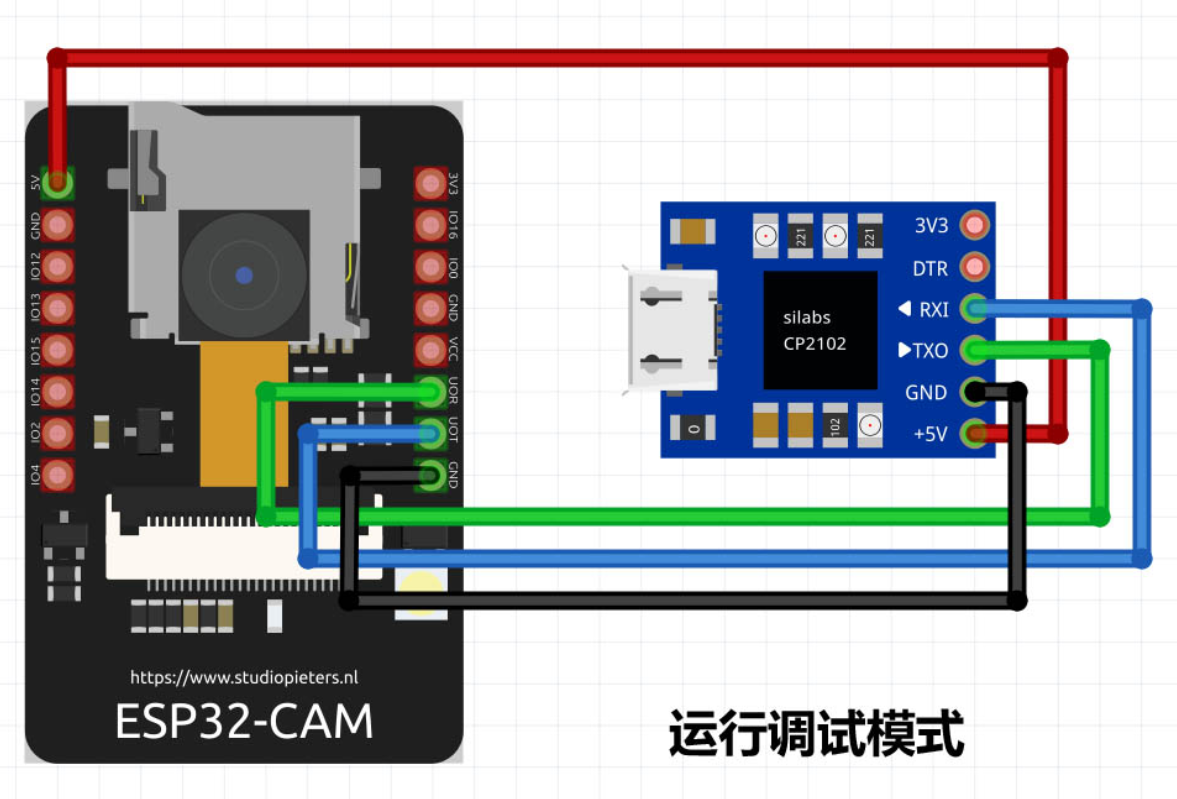 5V
GND
IO12
IO13
IO15
IO14
IO2
IO4
3V3
IO16
IO0
GND
VCC
UOR
UOT
GND
https://www.studiopieters.nl
ESP32-CAM
221
221
silabs
CP2102
0
102
3V3
DTR
RXI
TXO
GND
+5V
运行调试模式